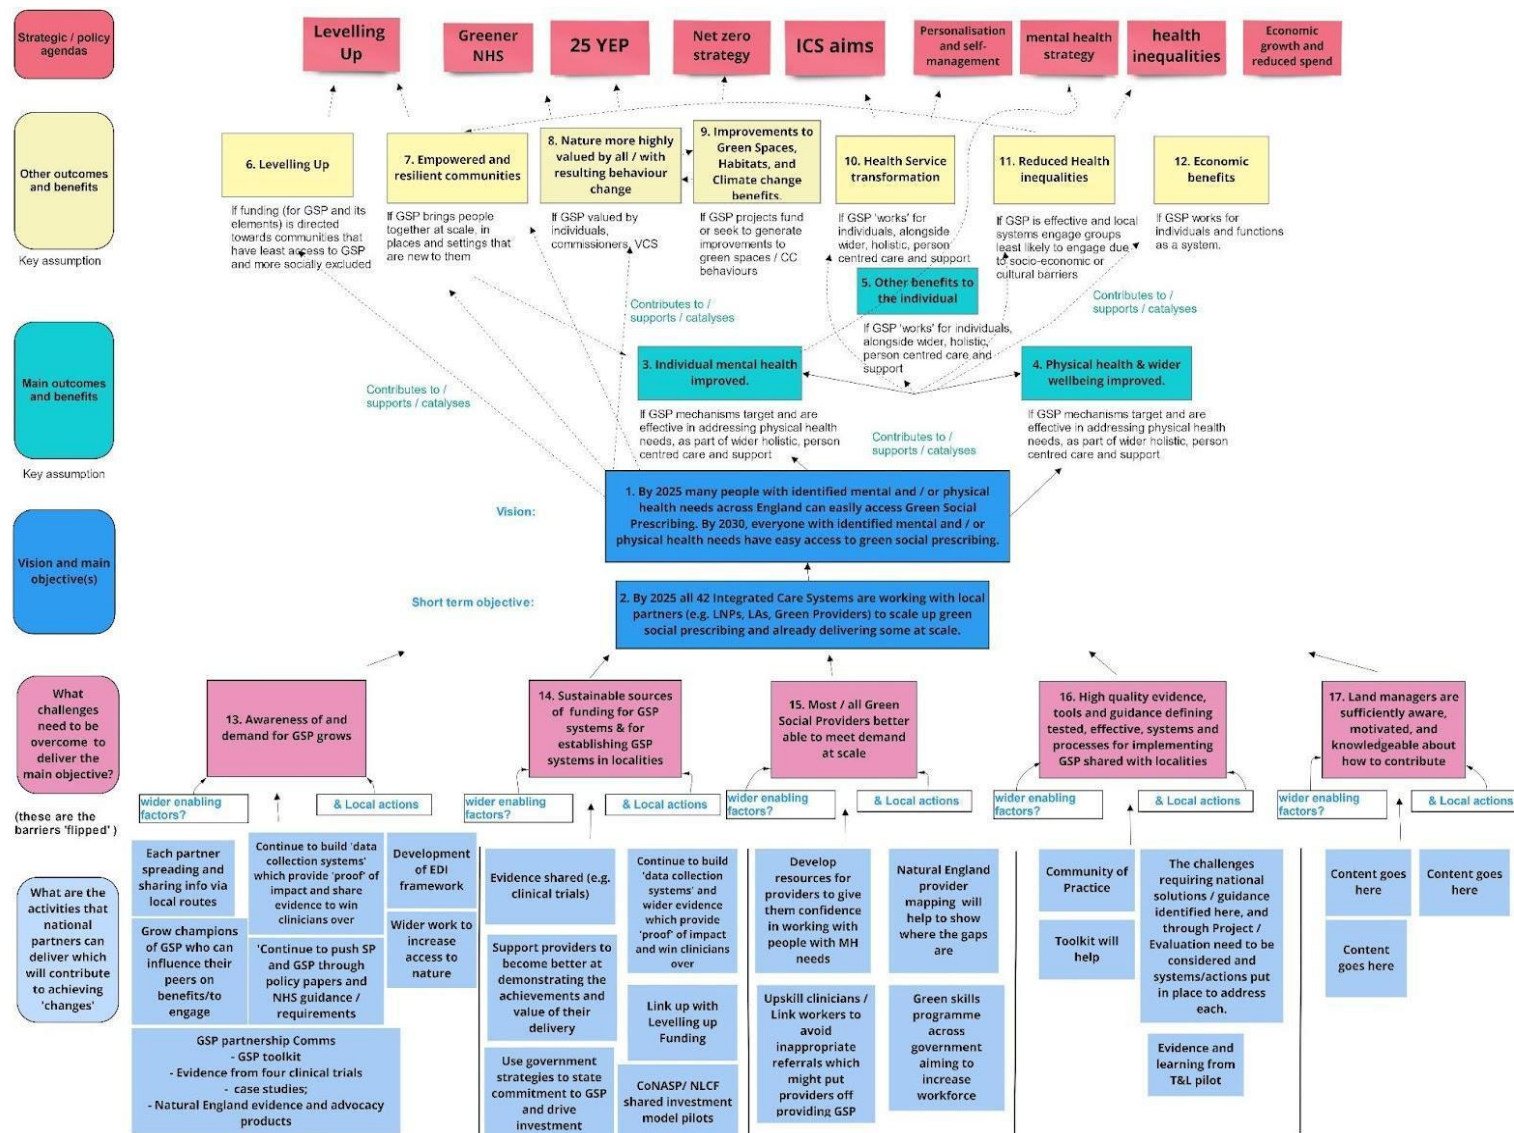 Strategic / policy
agendas
Levelling
Up
Greener
NHS
25 YEP
Net zero
strategy
ICS aims
Personalisation
and self-
management
mental health
strategy
health
inequalities
Economic
growth and
reduced spend
Other outcomes
and benefits
Key assumption
6. Levelling Up
7. Empowered and
resilient communities
8. Nature more highly
valued by all / with
resulting behaviour
change
9. Improvements to
Green Spaces,
Habitats, and
Climate change
benefits.
10. Health Service
transformation
11. Reduced Health
inequalities
12. Economic
benefits
If funding (for GSP and its
elements) is directed
towards communities that
have least access to GSP
and more socially excluded
If GSP brings people
together at scale, in
places and settings that
are new to them
If GSP valued by
individuals,
commissioners, VCS
If GSP projects fund
or seek to generate
improvements to
green spaces / CC
behaviours
If GSP 'works' for
individuals, alongside
wider, holistic, person
centred care and support
If GSP is effective and local
systems engage groups
least likely to engage due
to socio-economic or
cultural barriers
If GSP works for
individuals and functions
as a system.
5. Other benefits to
the individual
If GSP 'works' for individuals,
alongside wider, holistic,
person centred care and
support
Contributes to /
supports / catalyses
Contributes to /
supports / catalyses
Main outcomes
and benefits
Key assumption
3. Individual mental health
improved.
4. Physical health & wider
wellbeing improved.
Contributes to /
supports / catalyses
If GSP mechanisms target and are
effective in addressing physical health
needs, as part of wider holistic, person
centred care and support
Contributes to /
supports / catalyses
If GSP mechanisms target and are
effective in addressing physical health
needs, as part of wider holistic, person
centred care and support
Vision and main
objective(s)
Vision:
1. By 2025 many people with identified mental and / or physical
health needs across England can easily access Green Social
Prescribing. By 2030, everyone with identified mental and / or
physical health needs have easy access to green social prescribing.
Short term objective:
2. By 2025 all 42 Integrated Care Systems are working with local
partners (e.g. LNPs, LAs, Green Providers) to scale up green
social prescribing and already delivering some at scale.
What
challenges
need to be
overcome to
deliver the
main objective?
(these are the
barriers 'flipped' )
13. Awareness of and
demand for GSP grows
14. Sustainable sources
of funding for GSP
systems & for
establishing GSP
systems in localities
15. Most / all Green
Social Providers better
able to meet demand
at scale
16. High quality evidence,
tools and guidance defining
tested, effective, systems and
processes for implementing
GSP shared with localities
17. Land managers are
sufficiently aware,
motivated, and
knowledgeable about
how to contribute
wider enabling
factors?
& Local actions
wider enabling
factors?
& Local actions
wider enabling
factors?
& Local actions
wider enabling
factors?
& Local actions
wider enabling
factors?
& Local actions
What are the
activities that
national
partners can
deliver which
will contribute
to achieving
'changes'
Each partner
spreading and
sharing info via
local routes
Continue to build 'data
collection systems'
which provide 'proof' of
impact and share
evidence to win
clinicians over
Development of
EDI
framework
Grow champions
of GSP who can
influence their
peers on
benefits/to
engage
'Continue to push SP
and GSP through
policy papers and
NHS guidance /
requirements
Wider work to
increase
access to
nature
GSP partnership Comms
- GSP toolkit
- Evidence from four clinical trials
- case studies;
- Natural England evidence and advocacy
products
Evidence shared (e.g.
clinical trials)
Continue to build
'data collection
systems' and
wider evidence
which provide
'proof' of impact
and win clinicians
over
Support providers to
become better at
demonstrating the
achievements and
value of their
delivery
Link up with
Levelling up
Funding
Use government
strategies to state
commitment to GSP
and drive
investment
CoNASP/ NLCF
shared investment
model pilots
Develop
resources for
providers to give
them confidence
in working with
people with MH
needs
Natural England
provider
mapping will
help to show
where the gaps
are
Upskill clinicians /
Link workers to
avoid
inappropriate
referrals which
might put
providers off
providing GSP
Green skills
programme
across
government
aiming to
increase
workforce
Community of
Practice
The challenges
requiring national
solutions / guidance
identified here, and
through Project /
Evaluation need to be
considered and
systems/actions put
in place to address
each.
Toolkit will
help
Evidence and
learning from
T&L pilot
Content goes
here
Content goes
here
Content
goes here